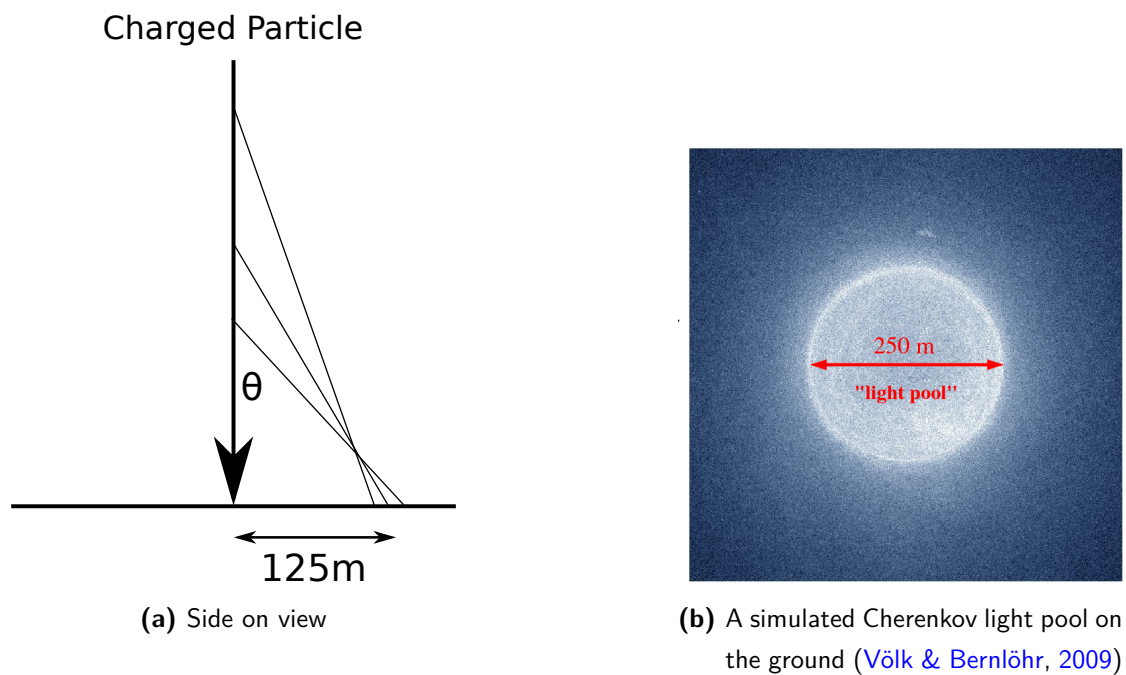 Charged Particle
θ
125m
(a) Side on view
250 m
"light pool"
(b) A simulated Cherenkov light pool on
the ground (Völk & Bernlöhr, 2009)